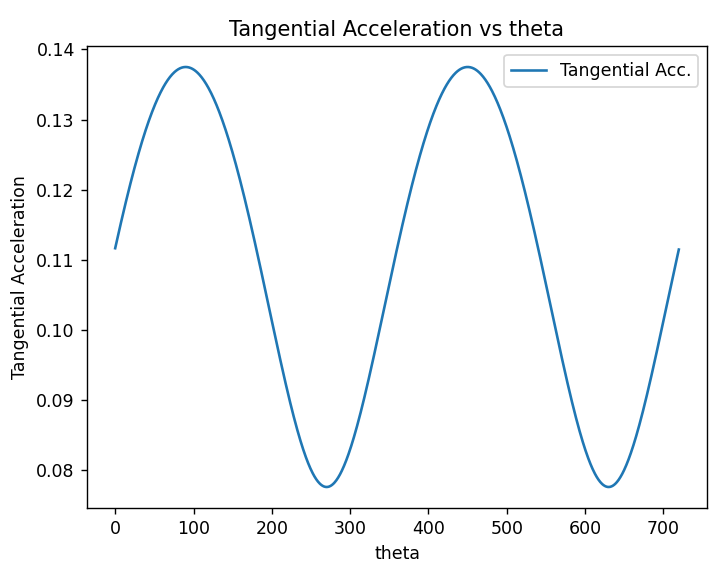 Tangential Acceleration vs theta
Tangential Acc.
Tangential Acceleration
0.14
0.13
0.12
0.11
0.10
0.09
0.08
0 100 200 300 400 500 600 700
theta